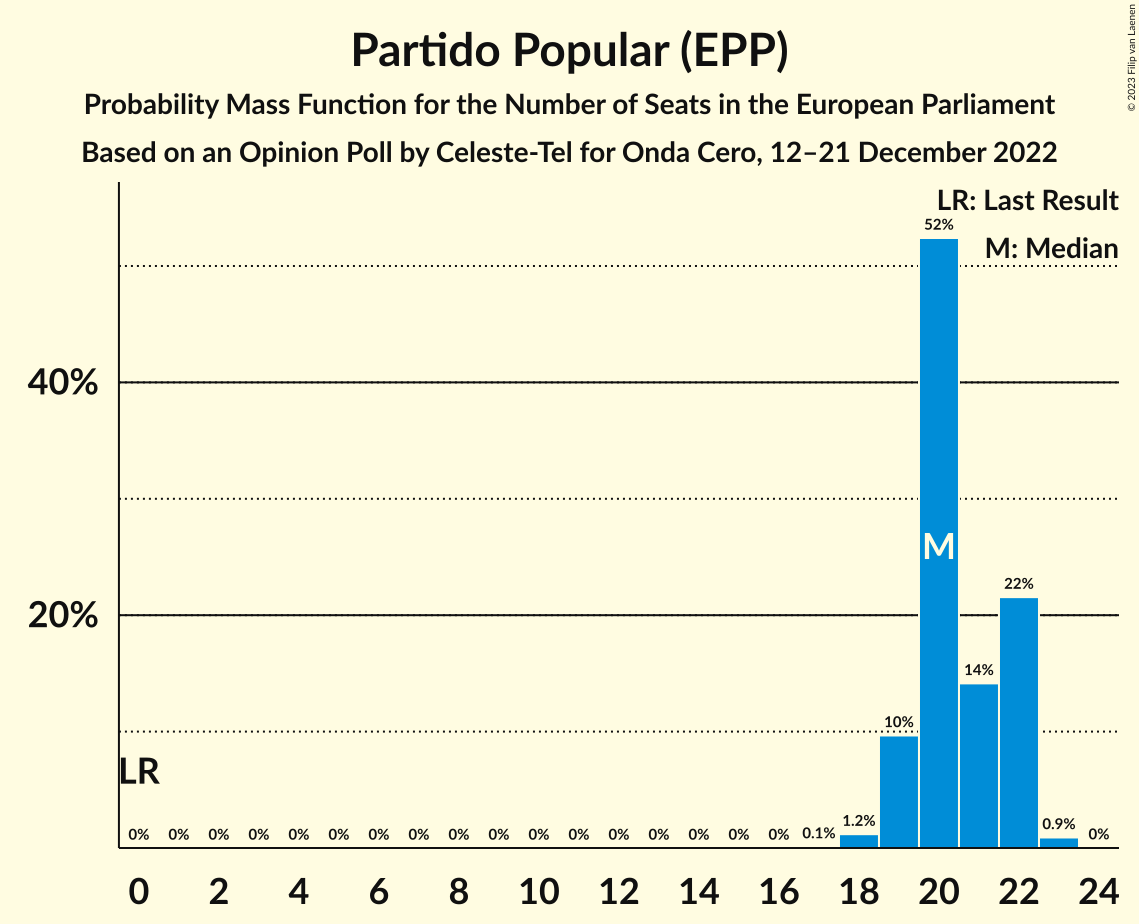 Partido Popular (EPP)
Probability Mass Function for the Number of Seats in the European Parliament
Based on an Opinion Poll by Celeste-Tel for Onda Cero, 12–21 December 2022
© 2023 Filip van Laenen
LR: Last Result
M: Median
52%
40%
M
22%
20%
14%
10%
LR
0% 0% 0% 0% 0% 0% 0% 0% 0% 0% 0% 0% 0% 0% 0% 0% 0% 0.1% 1.2% 0.9% 0%
0 2 4 6 8 10 12 14 16 18 20 22 24